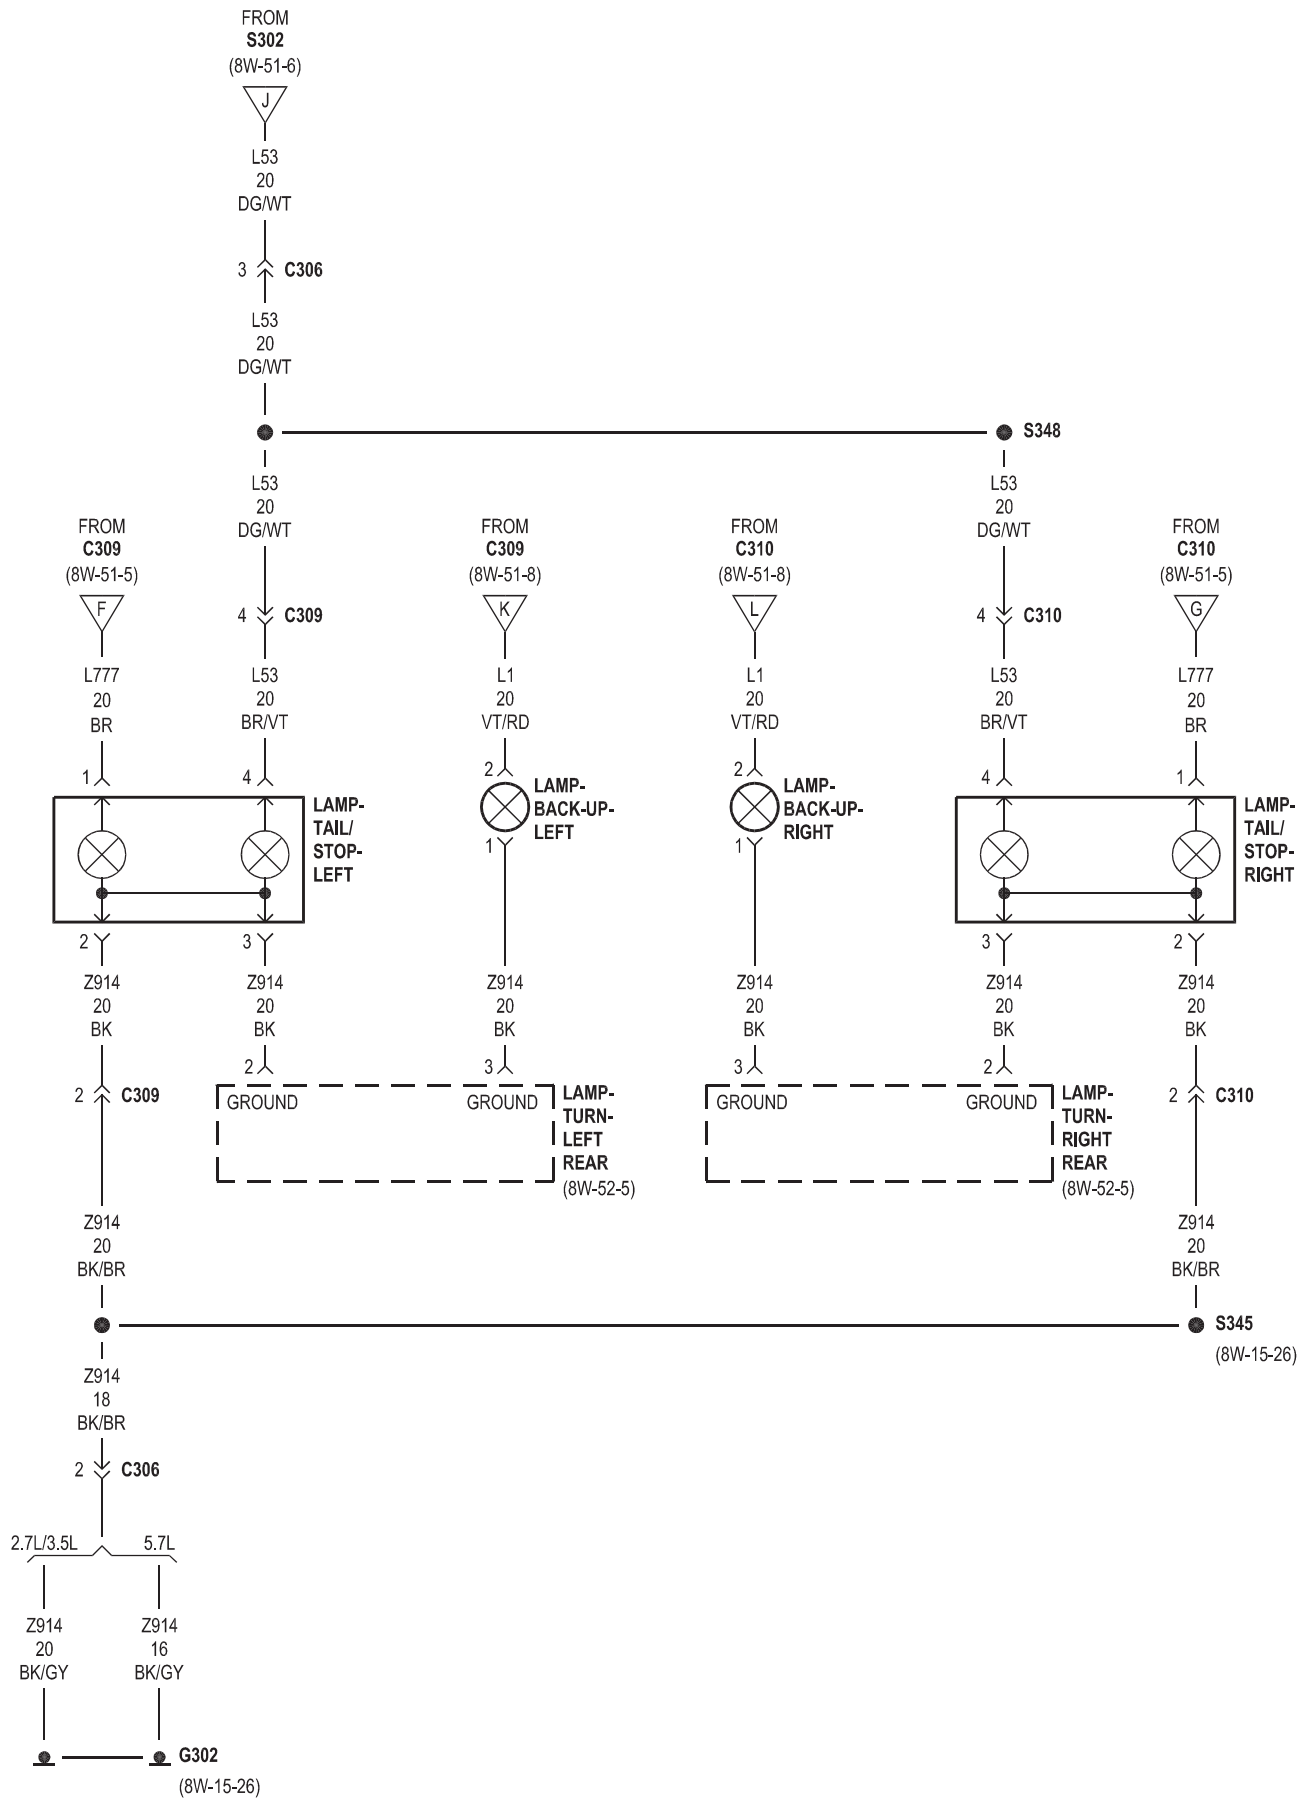 FROM
S302
(8W-51-6)
J
L53
20
DG/WT
3 C306
L53
20
DG/WT
S348
L53
20
DG/WT
L53
20
DG/WT
FROM
C309
(8W-51-5)
F
FROM
C309
(8W-51-8)
K
FROM
C310
(8W-51-8)
L
FROM
C310
(8W-51-5)
G
4 C309
4 C310
L777
20
BR
L53
20
BR/VT
L1
20
VT/RD
L1
20
VT/RD
L53
20
BR/VT
L777
20
BR
1
4
2
2
4
1
LAMP-
TAIL/
STOP-
LEFT
LAMP-
BACK-UP-
LEFT
LAMP-
BACK-UP-
RIGHT
LAMP-
TAIL/
STOP-
RIGHT
1
1
2
3
3
2
Z914
20
BK
Z914
20
BK
Z914
20
BK
Z914
20
BK
Z914
20
BK
Z914
20
BK
2 C309
2
3
3
2
2 C310
GROUND
GROUND
LAMP-
TURN-
LEFT
REAR
(8W-52-5)
GROUND
GROUND
LAMP-
TURN-
RIGHT
REAR
(8W-52-5)
Z914
20
BK/BR
Z914
20
BK/BR
S345
(8W-15-26)
Z914
18
BK/BR
2 C306
2.7L/3.5L
5.7L
Z914
20
BK/GY
Z914
16
BK/GY
G302
(8W-15-26)